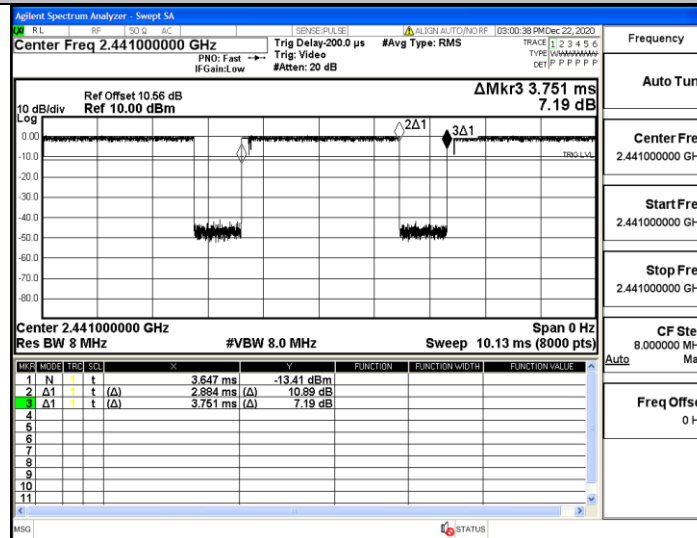 Agilent Spectrum Analyzer - Swept SA
RL RF 50 Ω AC SENSE:PULSE ALIGN AUTO/NO RF 03:00:38 PM Dec 22, 2020
Center Freq 2.441000000 GHz
PNO: Fast
IFGain:Low
Trig Delay-200.0 µs
Trig: Video
#Atten: 20 dB
#Avg Type: RMS
TRACE 1 2 3 4 5 6
TYPE
DET P P P P P P
Ref Offset 10.56 dB
10 dB/div Ref 10.00 dBm
ΔMkr3 3.751 ms
7.19 dB
Log
2Δ1
3Δ1
0.00
TRIG LVL
-10.0
-20.0
-30.0
-40.0
-50.0
-60.0
-70.0
-80.0
Center 2.441000000 GHz Span 0 Hz
Res BW 8 MHz #VBW 8.0 MHz Sweep 10.13 ms (8000 pts)
MKR MODE TRC SCL X Y FUNCTION FUNCTION WIDTH FUNCTION VALUE
1 N 1 t 3.647 ms -13.41 dBm
2 Δ1 1 t (Δ) 2.884 ms (Δ) 10.89 dB
3 Δ1 1 t (Δ) 3.751 ms (Δ) 7.19 dB
4
5
6
7
8
9
10
11
MSG STATUS
Frequency
Auto Tun
Center Fre
2.441000000 GH
Start Fre
2.441000000 GH
Stop Fre
2.441000000 GH
CF Ste
8.000000 MH
Auto Ma
Freq Offse
0 H